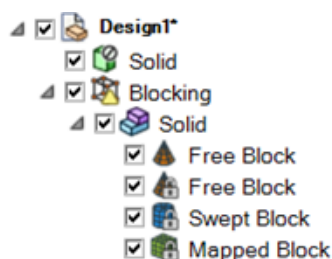 Design1*
Solid
Blocking
Solid
Free Block
Free Block
Swept Block
Mapped Block